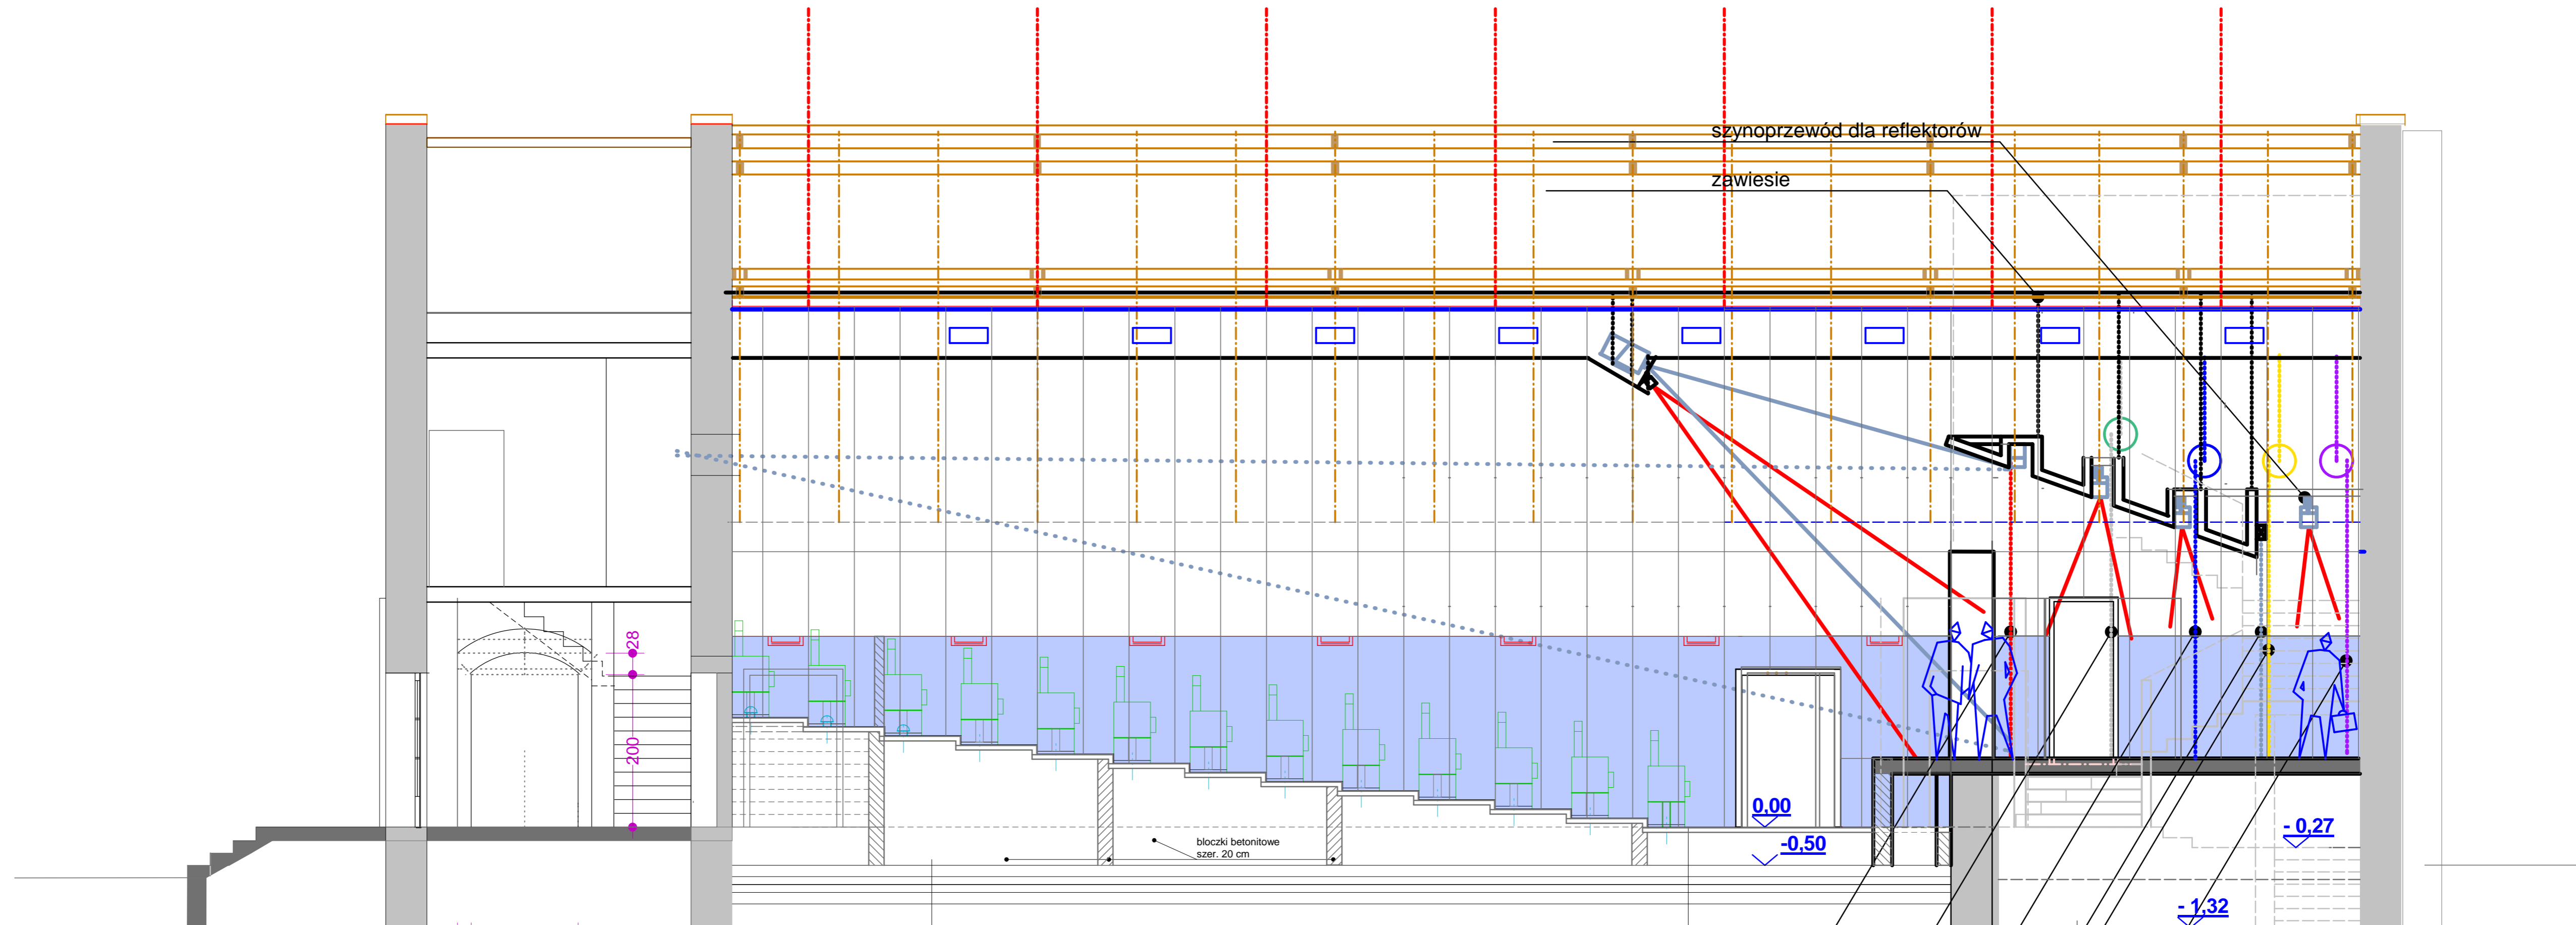 szynoprzewód dla reflektorów
zawiesie
28
200
0,00
-0,50
bloczki betonitowe
szer. 20 cm
- 0,27
- 1,32